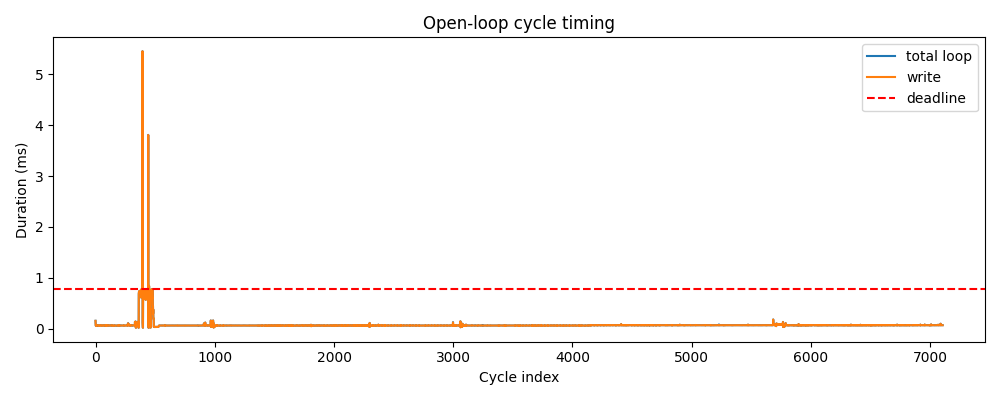 Open-loop cycle timing
total loop
write
deadline
Duration (ms)
5
4
3
2
1
0
0 1000 2000 3000 4000 5000 6000 7000
Cycle index